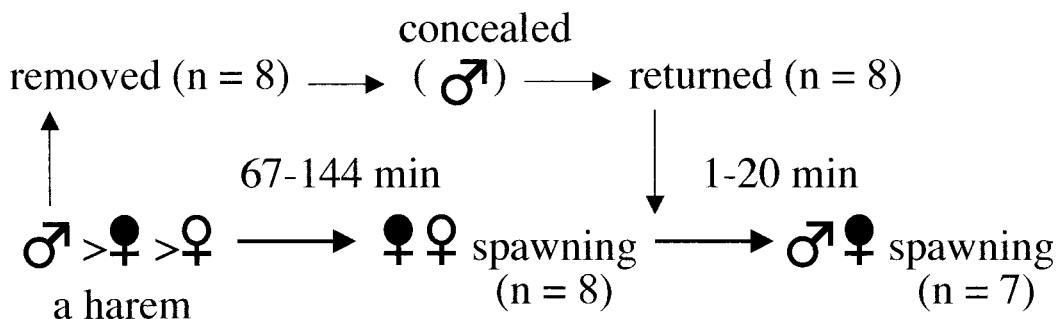 concealed
removed (n = 8) (♂) returned (n = 8)
67-144 min 1-20 min
♂ > ♀ > ♀ ♀ ♀ spawning ♂ ♀ spawning
a harem (n = 8) (n = 7)